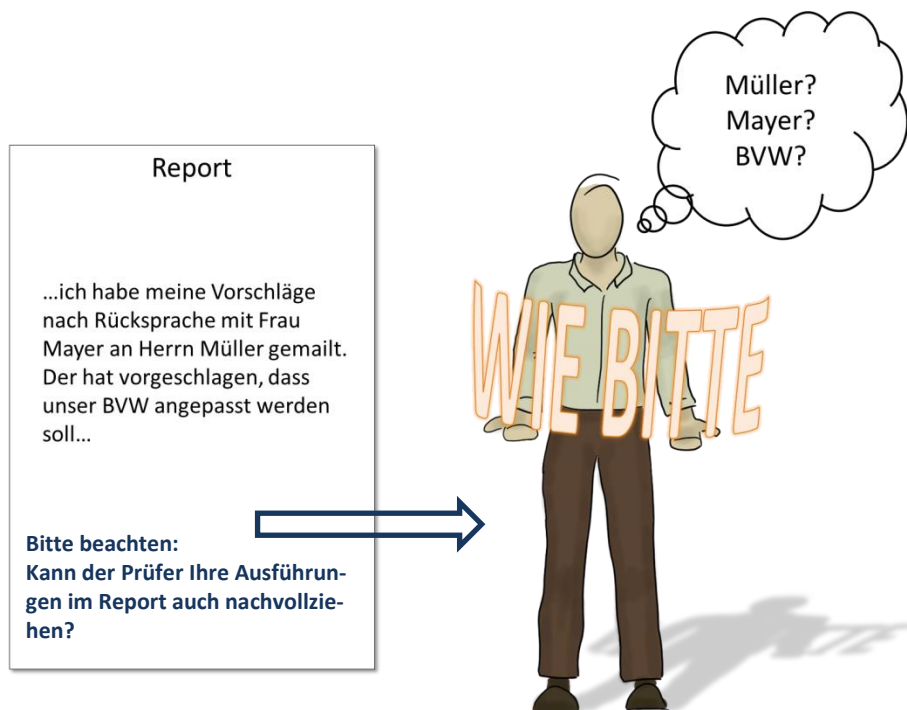 Report
...ich habe meine Vorschläge
nach Rücksprache mit Frau
Mayer an Herrn Müller gemailt.
Der hat vorgeschlagen, dass
unser BVW angepasst werden
soll...
Bitte beachten:
Kann der Prüfer Ihre Ausführun-
gen im Report auch nachvollzie-
hen?
Müller?
Mayer?
BVW?
WIE BITTE